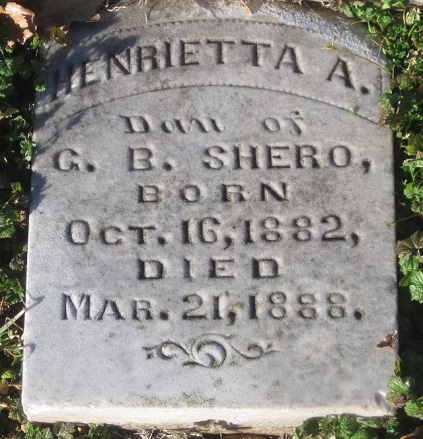 HENRIETTA A.
Dau of
G. B. SHERO,
BORN
OCT. 16, 1882,
DIED
MAR. 21, 1888.